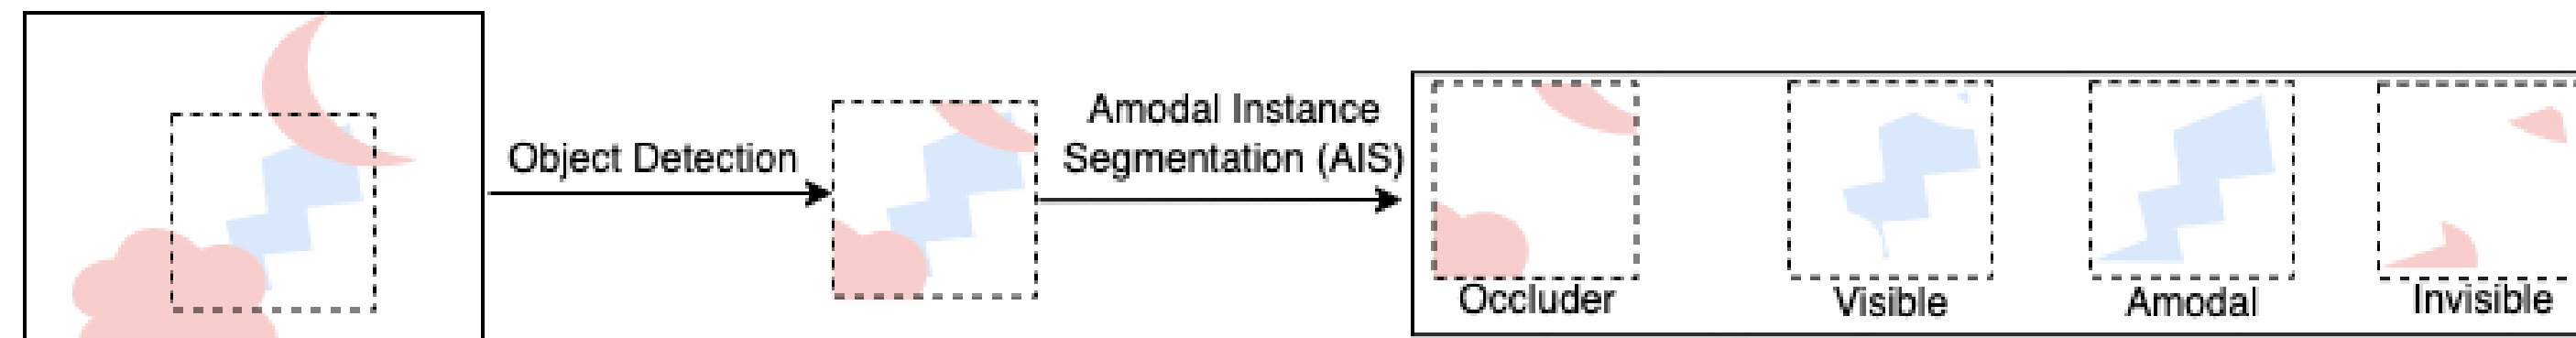 Object Detection
Amodal Instance
Segmentation (AIS)
Occluder
Visible
Amodal
Invisible